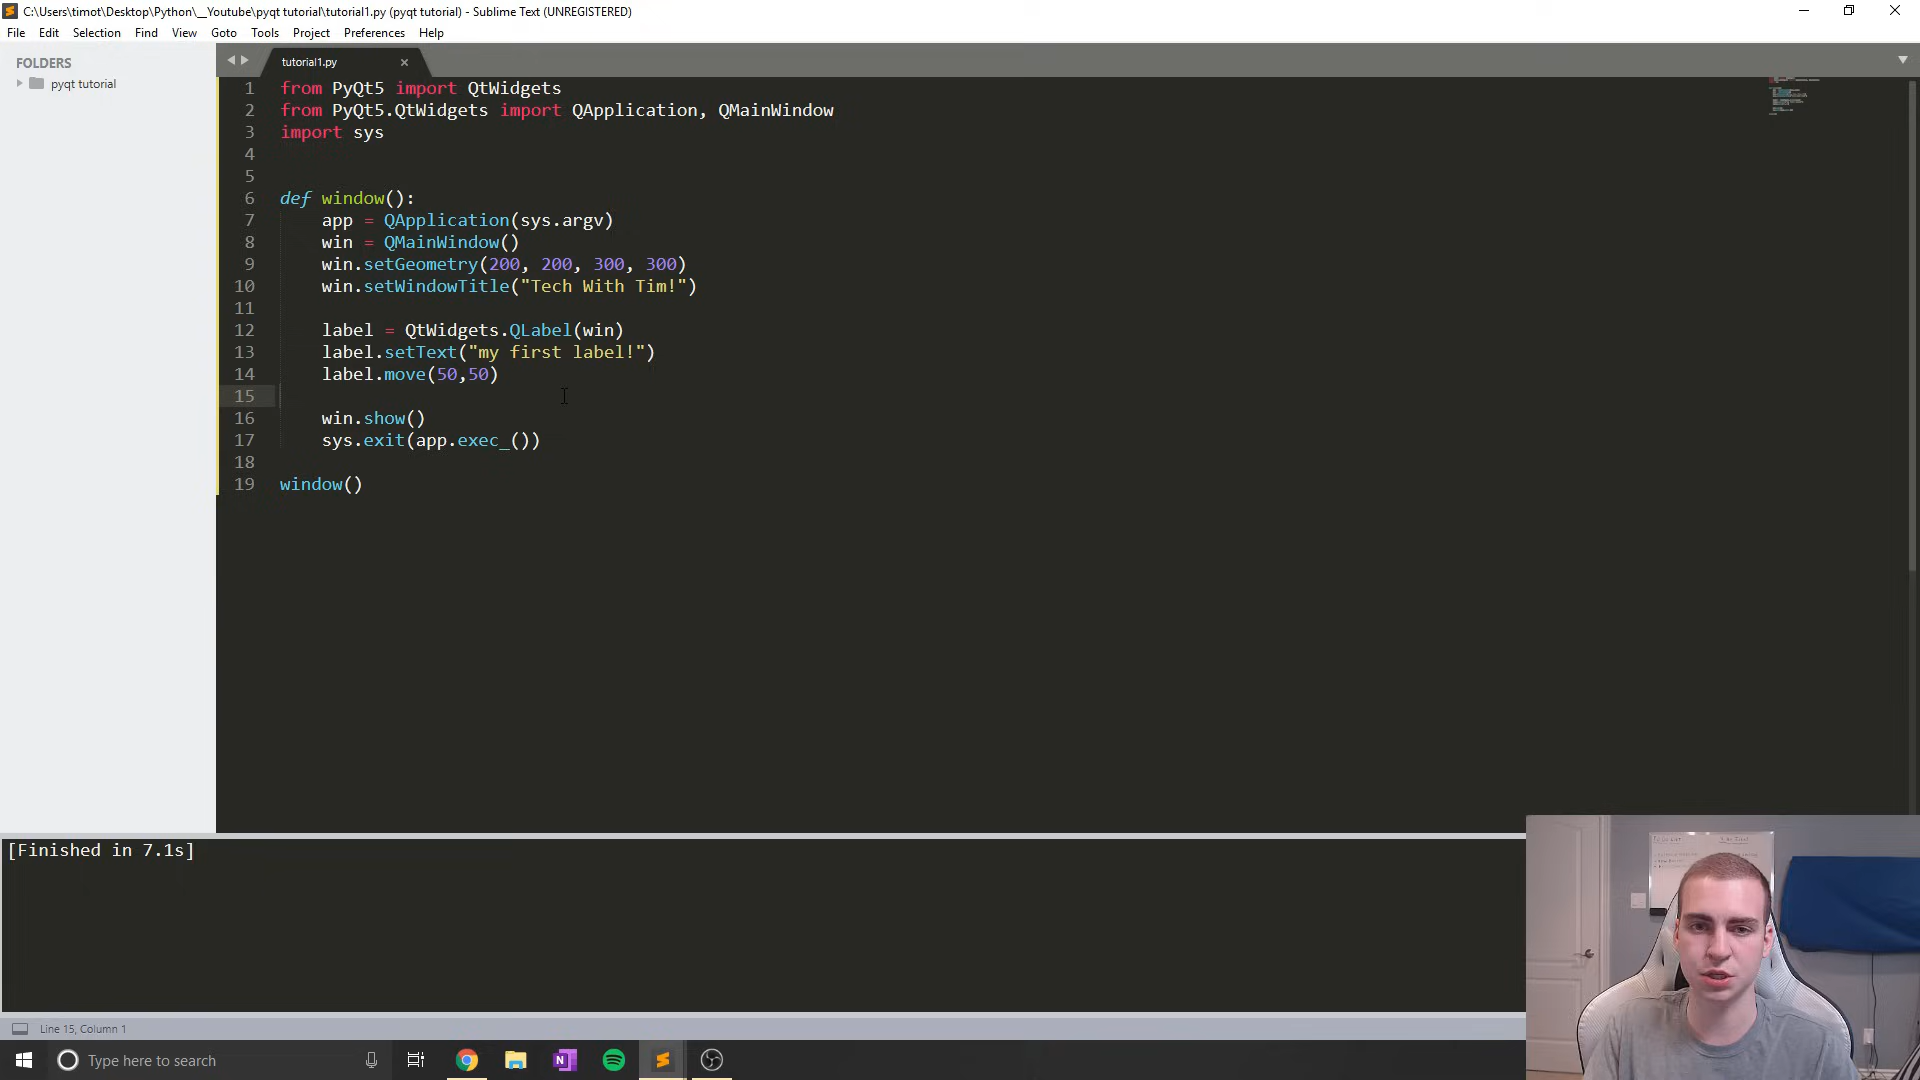 C:\Users\timot\Desktop\Python\__Youtube\pyqt tutorial\tutorial1.py (pyqt tutorial) - Sublime Text (UNREGISTERED)
File Edit Selection Find View Goto Tools Project Preferences Help
FOLDERS
pyqt tutorial
tutorial1.py
1 from PyQt5 import QtWidgets
2 from PyQt5.QtWidgets import QApplication, QMainWindow
3 import sys
4
5
6 def window():
7 app = QApplication(sys.argv)
8 win = QMainWindow()
9 win.setGeometry(200, 200, 300, 300)
10 win.setWindowTitle("Tech With Tim!")
11
12 label = QtWidgets.QLabel(win)
13 label.setText("my first label!")
14 label.move(50,50)
15
16 win.show()
17 sys.exit(app.exec_())
18
19 window()
[Finished in 7.1s]
Line 15, Column 1
Type here to search